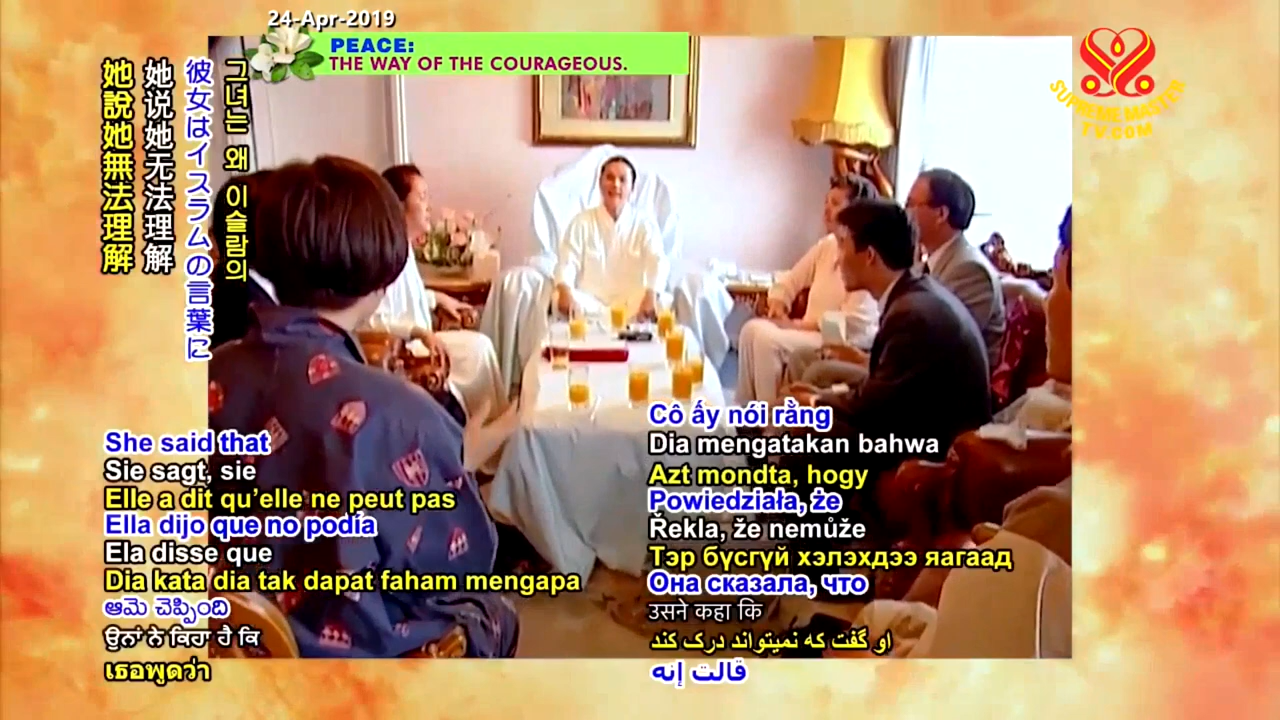 24-Apr-2019
PEACE:
THE WAY OF THE COURAGEOUS.
SUPREME MASTER
TV.COM
她說她無法理解
她说她无法理解
彼女はイスラムの言葉に
그녀는 왜 이슬람의
She said that
Sie sagt, sie
Elle a dit qu’elle ne peut pas
Ella dijo que no podía
Ela disse que
Dia kata dia tak dapat faham mengapa
ఆమె చెప్పింది
ਉਨਾਂ ਨੇ ਕਿਹਾ ਹੈ ਕਿ
เธอพูดว่า
Cô ấy nói rằng
Dia mengatakan bahwa
Azt mondta, hogy
Powiedziała, że
Řekla, že nemůže
Тэр бүсгүй хэлэхдээ яагаад
Она сказала, что
उसने कहा कि
او گفت که نمیتواند درک کند
قالت إنه